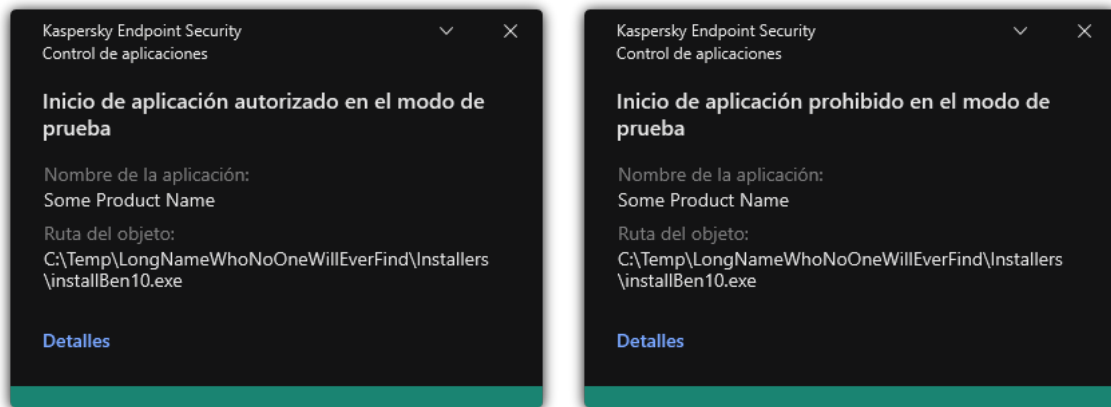 Kaspersky Endpoint Security
Control de aplicaciones
Inicio de aplicación autorizado en el modo de
prueba
Nombre de la aplicación:
Some Product Name
Ruta del objeto:
C:\Temp\LongNameWhoNoOneWillEverFind\Installers
\installBen10.exe
Detalles
Kaspersky Endpoint Security
Control de aplicaciones
Inicio de aplicación prohibido en el modo de
prueba
Nombre de la aplicación:
Some Product Name
Ruta del objeto:
C:\Temp\LongNameWhoNoOneWillEverFind\Installers
\installBen10.exe
Detalles